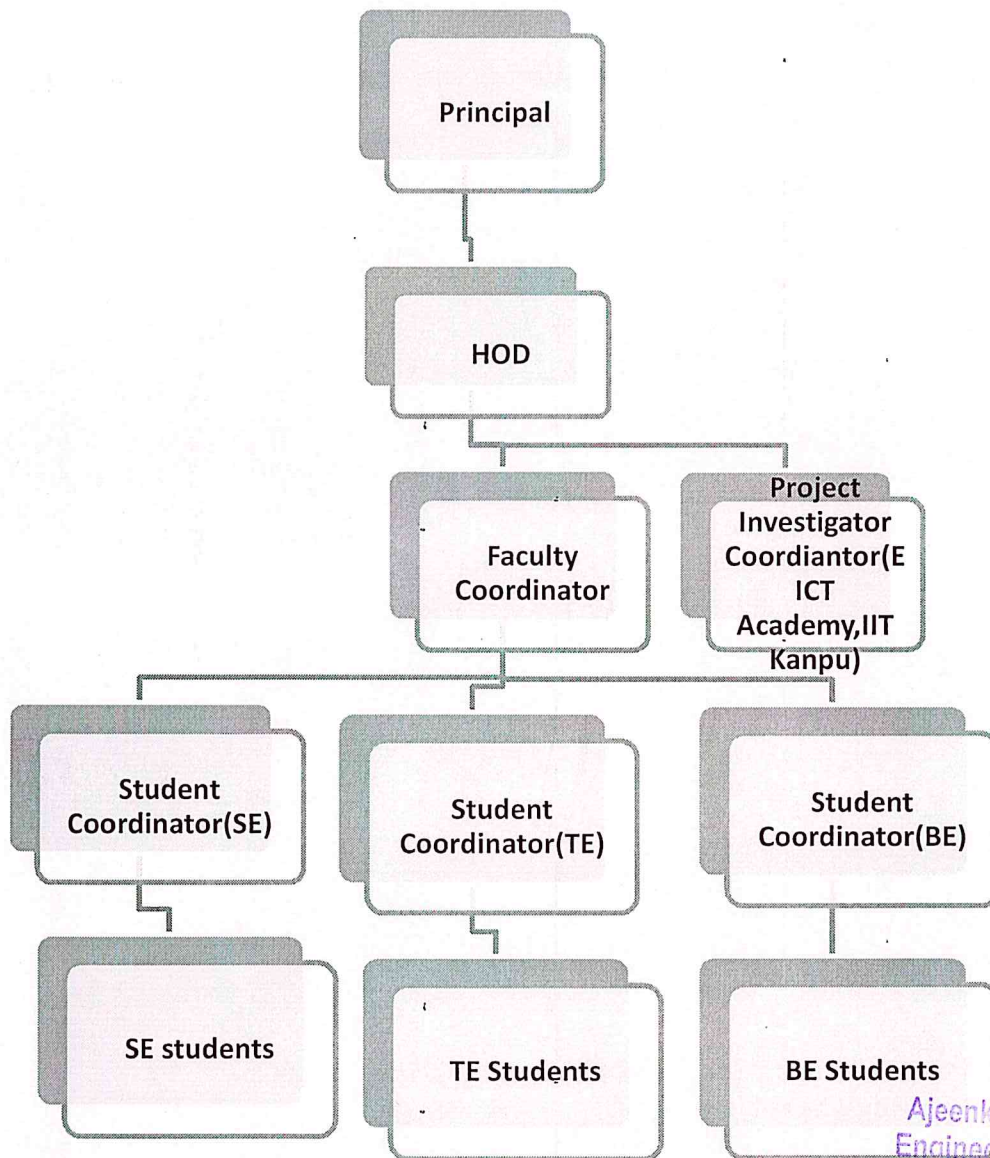 Principal
HOD
Faculty
Coordinator
Project
Investigator
Coordiantor(E
ICT
Academy,IIT
Kanpu)
Student
Coordinator(SE)
Student
Coordinator(TE)
Student
Coordinator(BE)
SE students
TE Students
BE Students